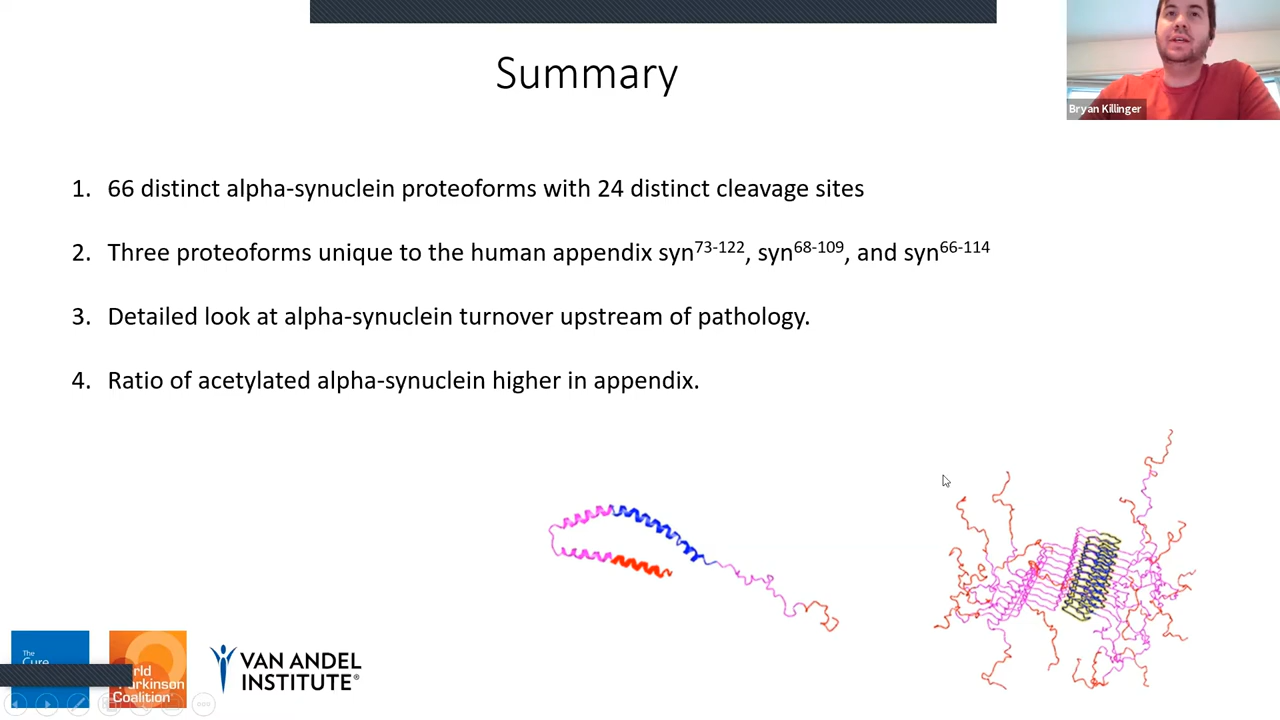 Summary
Bryan Killinger
1. 66 distinct alpha-synuclein proteoforms with 24 distinct cleavage sites
2. Three proteoforms unique to the human appendix syn73-122, syn68-109, and syn66-114
3. Detailed look at alpha-synuclein turnover upstream of pathology.
4. Ratio of acetylated alpha-synuclein higher in appendix.
The
Cure
Coalition
VAN ANDEL
INSTITUTE®